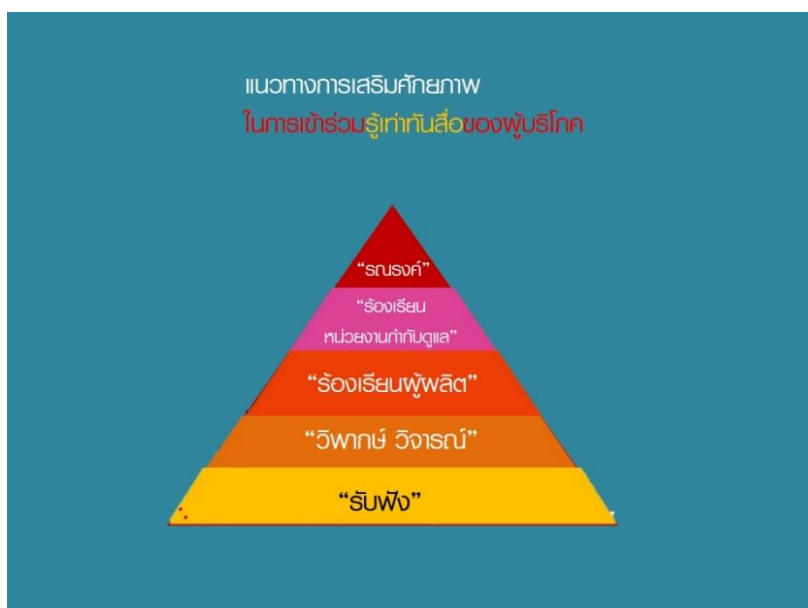 แนวทางการเสริมศักยภาพ
ในการเข้าร่วมรู้เท่าทันสื่อของผู้บริโภค
“รณรงค์”
“ร้องเรียน
หน่วยงานกำกับดูแล”
“ร้องเรียนผู้ผลิต”
“วิพากษ์ วิจารณ์”
“รับฟัง”